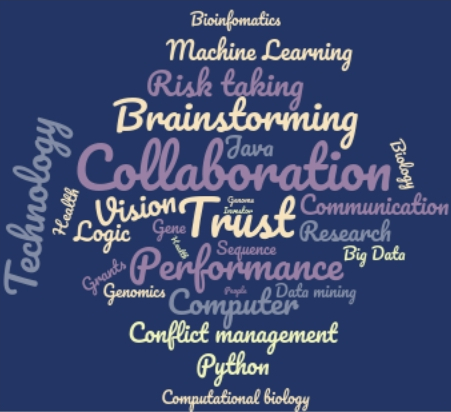 Bioinfomatics
Machine Learning
Risk taking
Brainstorming
Java
Collaboration
Biology
Technology
Health
Vision
Genome
Investor
Trust
Communication
Logic
Gene
Health
Research
Sequence
Big Data
Performance
Grants
Genomics
People
Data mining
Computer
Conflict management
Python
Computational biology